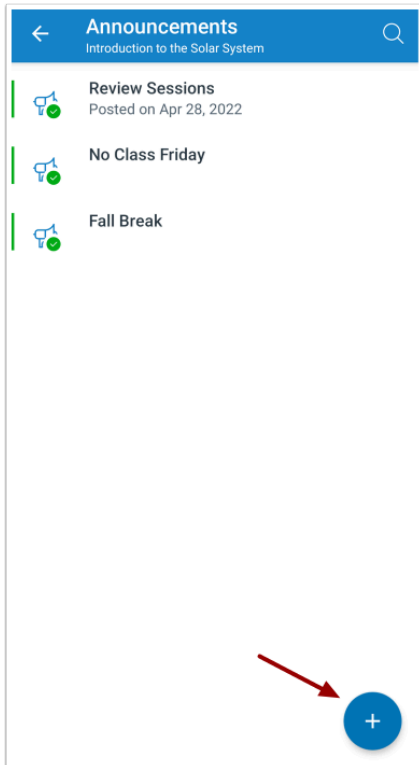 Announcements
Introduction to the Solar System
Review Sessions
Posted on Apr 28, 2022
No Class Friday
Fall Break
+